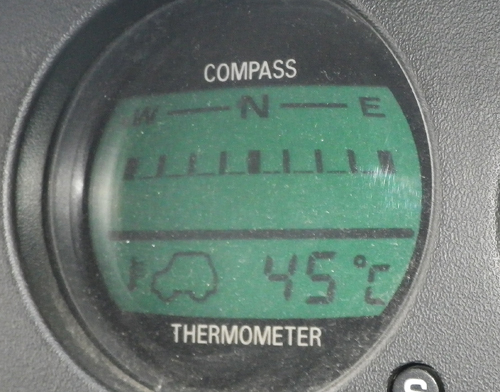 COMPASS
W N E
45°C
THERMOMETER